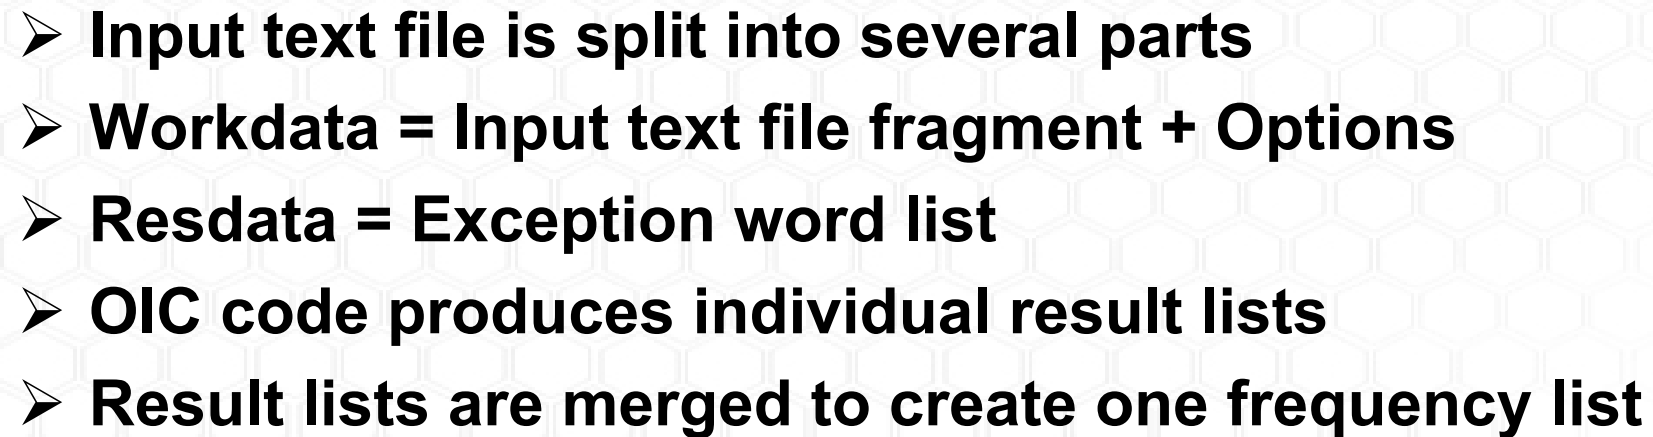 ➢ Input text file is split into several parts
➢ Workdata = Input text file fragment + Options
➢ Resdata = Exception word list
➢ OIC code produces individual result lists
➢ Result lists are merged to create one frequency list